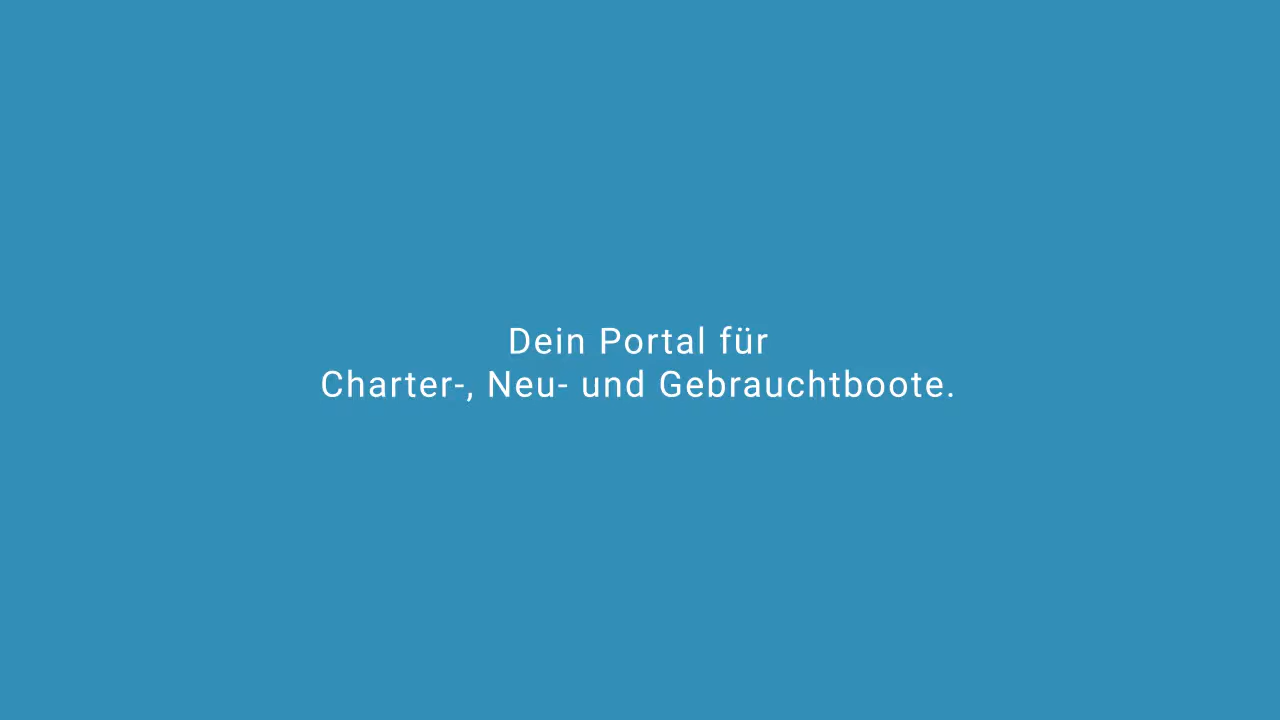 Dein Portal für
Charter-, Neu- und Gebrauchtboote.